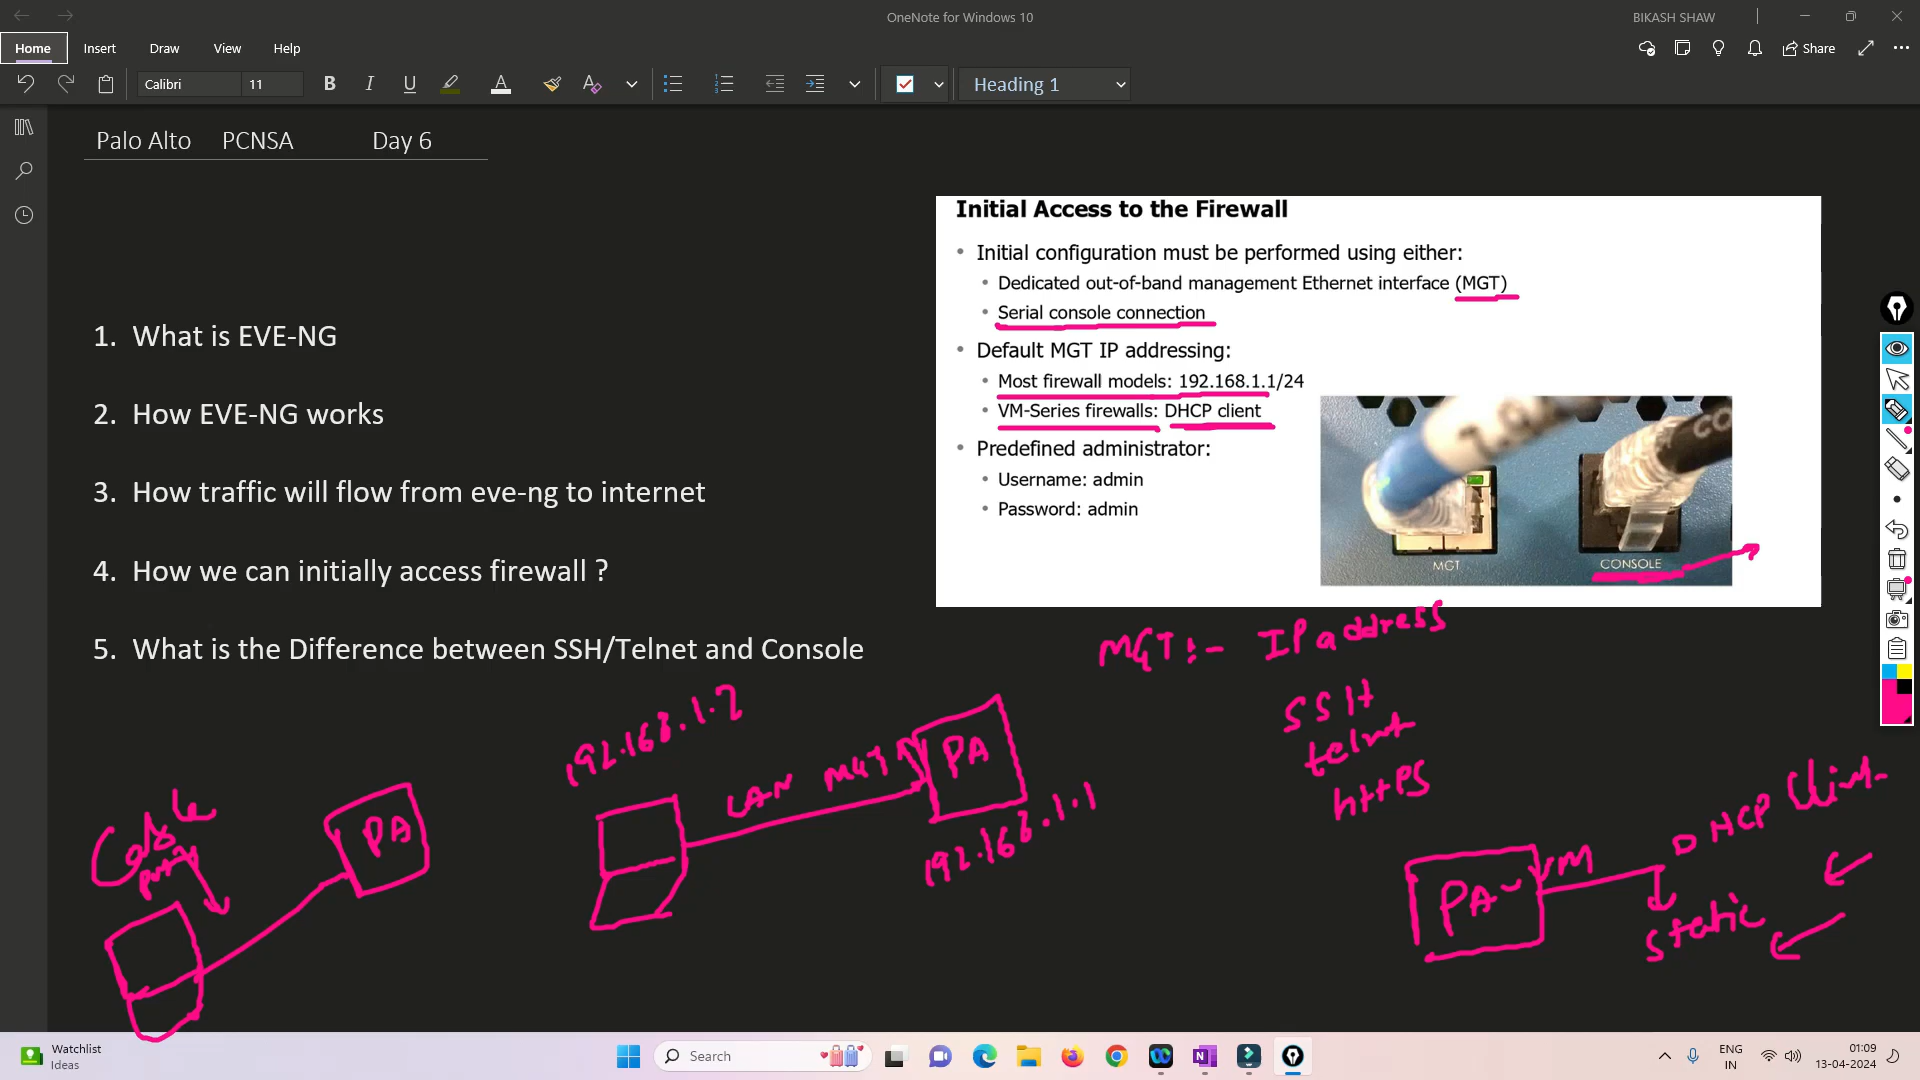 OneNote for Windows 10
BIKASH SHAW
Home Insert Draw View Help
Share
Calibri 11 B I U A A Heading 1
Palo Alto PCNSA Day 6
1. What is EVE-NG
2. How EVE-NG works
3. How traffic will flow from eve-ng to internet
4. How we can initially access firewall ?
5. What is the Difference between SSH/Telnet and Console
Initial Access to the Firewall
• Initial configuration must be performed using either:
• Dedicated out-of-band management Ethernet interface (MGT)
• Serial console connection
• Default MGT IP addressing:
• Most firewall models: 192.168.1.1/24
• VM-Series firewalls: DHCP client
• Predefined administrator:
• Username: admin
• Password: admin
MGT CONSOLE
MGT :- IP address
SSH
telnet
https
192.168.1.2
LAN MGT
PA
192.168.1.1
PA
PA-VM
DHCP Client
static
Watchlist
Ideas
Search
ENG
IN
01:09
13-04-2024